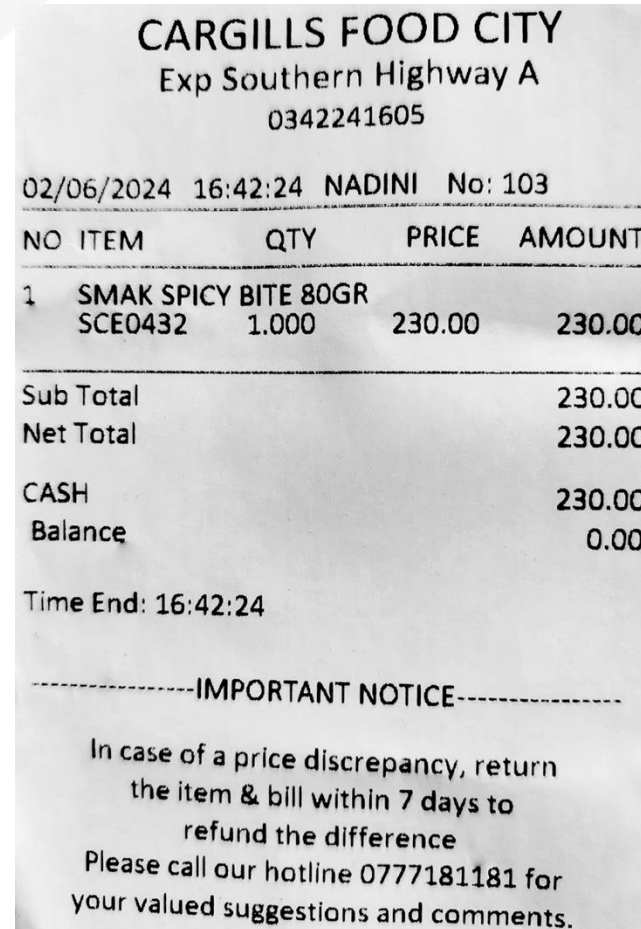 CARGILLS FOOD CITY
Exp Southern Highway A
0342241605
02/06/2024 16:42:24 NADINI No: 103
NO ITEM QTY PRICE AMOUNT
1 SMAK SPICY BITE 80GR
SCE0432 1.000 230.00 230.00
Sub Total 230.00
Net Total 230.00
CASH 230.00
Balance 0.00
Time End: 16:42:24
-----------------IMPORTANT NOTICE-----------------
In case of a price discrepancy, return
the item & bill within 7 days to
refund the difference
Please call our hotline 0777181181 for
your valued suggestions and comments.